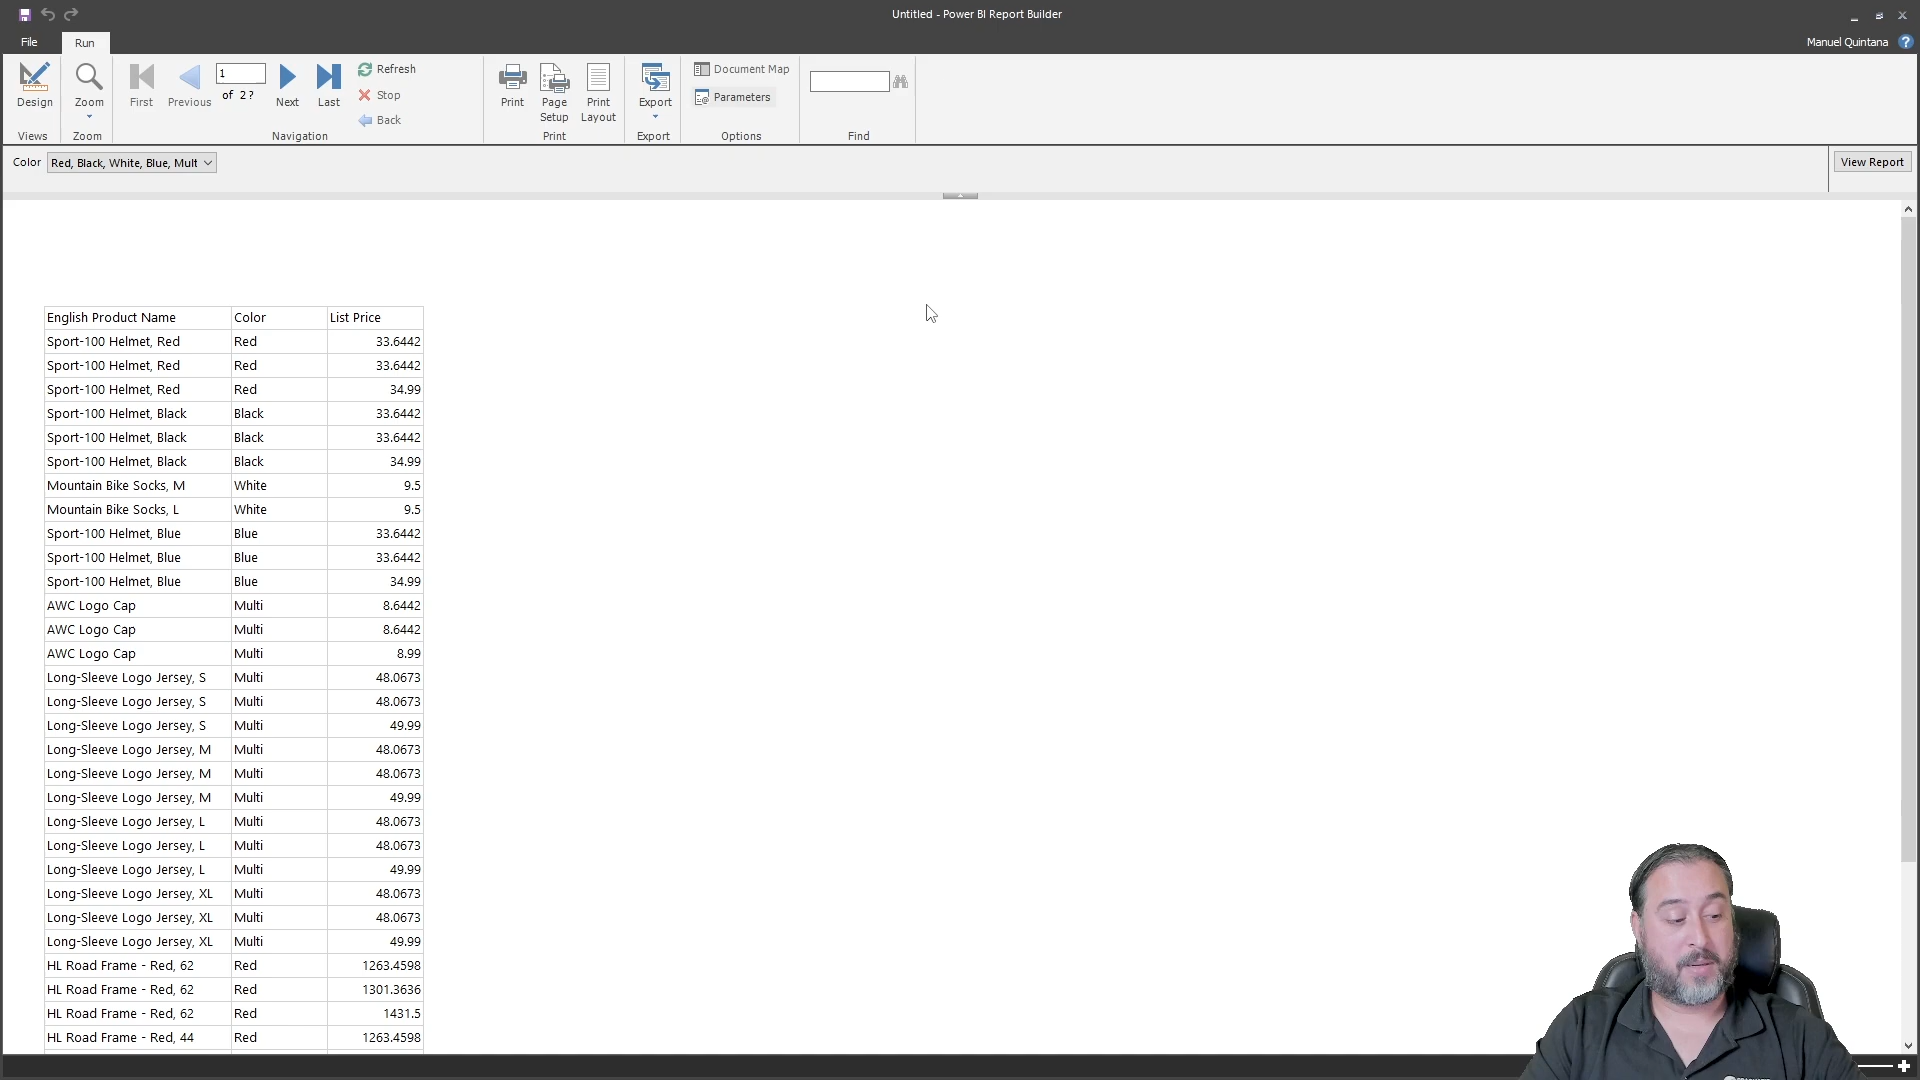 Untitled - Power BI Report Builder
File
Run
Manuel Quintana
?
Design
Zoom
First
Previous
1
of 2 ?
Next
Last
Refresh
Stop
Back
Print
Page Setup
Print Layout
Export
Document Map
Parameters
Views
Zoom
Navigation
Print
Export
Options
Find
Color
Red, Black, White, Blue, Mult
View Report
English Product Name Color List Price
Sport-100 Helmet, Red Red 33.6442
Sport-100 Helmet, Red Red 33.6442
Sport-100 Helmet, Red Red 34.99
Sport-100 Helmet, Black Black 33.6442
Sport-100 Helmet, Black Black 33.6442
Sport-100 Helmet, Black Black 34.99
Mountain Bike Socks, M White 9.5
Mountain Bike Socks, L White 9.5
Sport-100 Helmet, Blue Blue 33.6442
Sport-100 Helmet, Blue Blue 33.6442
Sport-100 Helmet, Blue Blue 34.99
AWC Logo Cap Multi 8.6442
AWC Logo Cap Multi 8.6442
AWC Logo Cap Multi 8.99
Long-Sleeve Logo Jersey, S Multi 48.0673
Long-Sleeve Logo Jersey, S Multi 48.0673
Long-Sleeve Logo Jersey, S Multi 49.99
Long-Sleeve Logo Jersey, M Multi 48.0673
Long-Sleeve Logo Jersey, M Multi 48.0673
Long-Sleeve Logo Jersey, M Multi 49.99
Long-Sleeve Logo Jersey, L Multi 48.0673
Long-Sleeve Logo Jersey, L Multi 48.0673
Long-Sleeve Logo Jersey, L Multi 49.99
Long-Sleeve Logo Jersey, XL Multi 48.0673
Long-Sleeve Logo Jersey, XL Multi 48.0673
Long-Sleeve Logo Jersey, XL Multi 49.99
HL Road Frame - Red, 62 Red 1263.4598
HL Road Frame - Red, 62 Red 1301.3636
HL Road Frame - Red, 62 Red 1431.5
HL Road Frame - Red, 44 Red 1263.4598